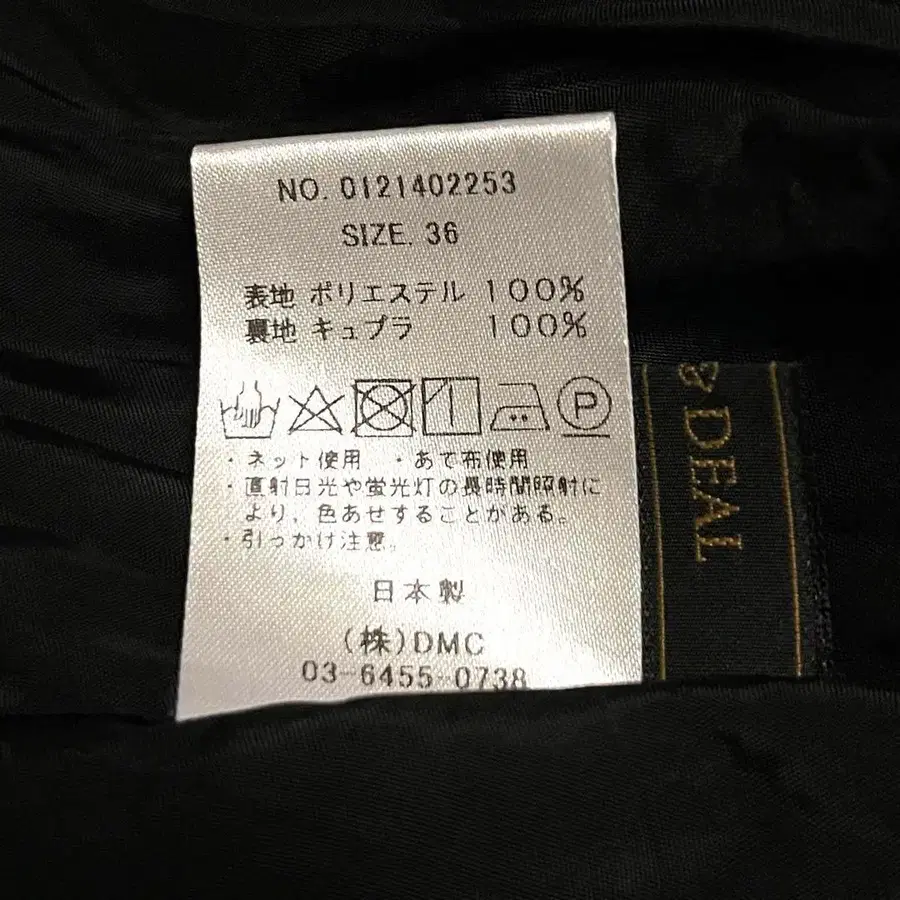 NO. 0121402253
SIZE. 36
表地 ポリエステル 100%
裏地 キュプラ 100%
P
・ネット使用 ・あて布使用
・直射日光や蛍光灯の長時間照射に
より、色あせすることがある。
・引っかけ注意。
日本製
(株)DMC
03-6455-0738
& DEAL